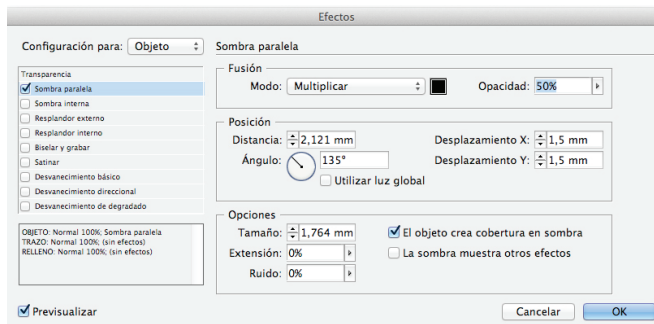 Efectos
Configuración para: Objeto
Transparencia
Sombra paralela
Sombra interna
Resplandor externo
Resplandor interno
Biselar y grabar
Satinar
Desvanecimiento básico
Desvanecimiento direccional
Desvanecimiento de degradado
OBJETO: Normal 100%; Sombra paralela
TRAZO: Normal 100%; (sin efectos)
RELLENO: Normal 100%; (sin efectos)
Previsualizar
Sombra paralela
Fusión
Modo: Multiplicar Opacidad: 50%
Posición
Distancia: 2,121 mm Desplazamiento X: 1,5 mm
Ángulo: 135° Desplazamiento Y: 1,5 mm
Utilizar luz global
Opciones
Tamaño: 1,764 mm El objeto crea cobertura en sombra
Extensión: 0% La sombra muestra otros efectos
Ruido: 0%
Cancelar OK